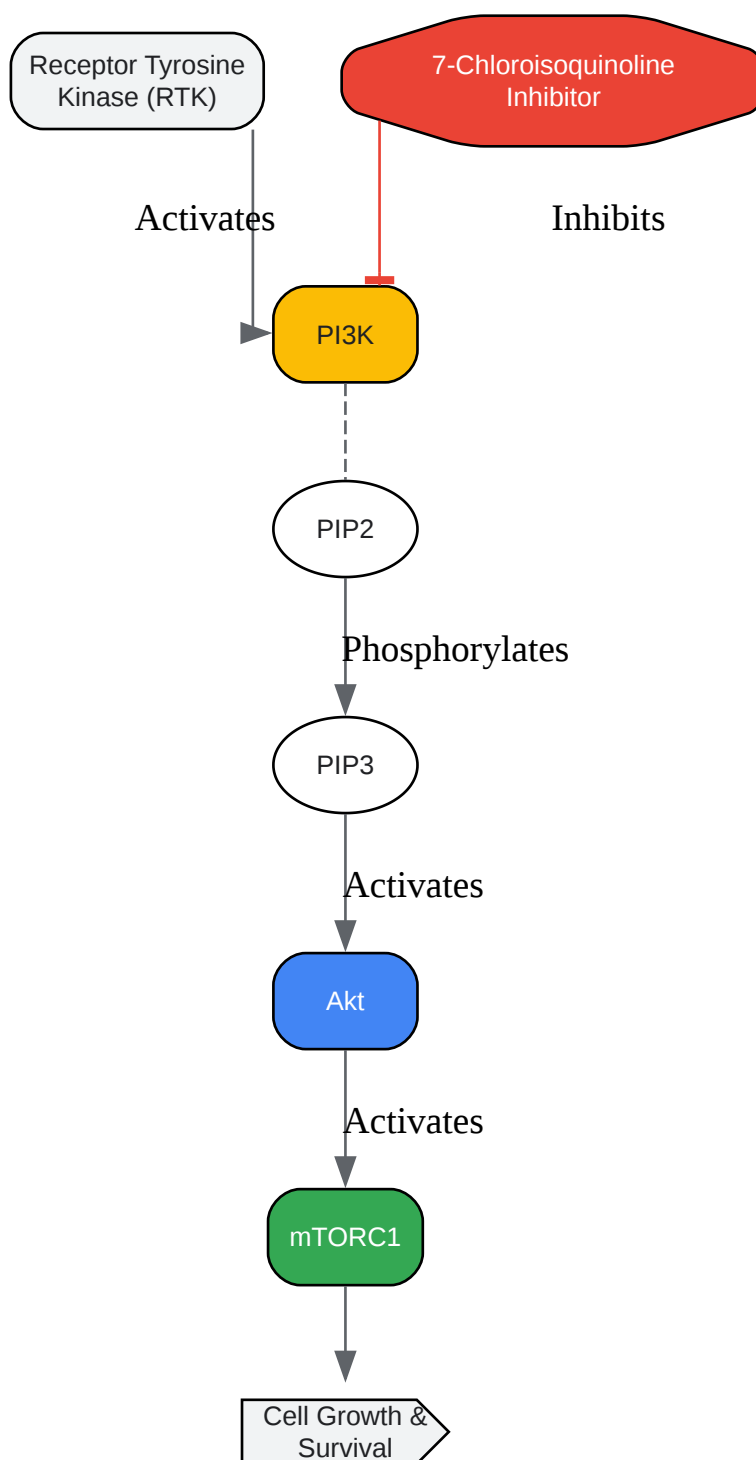 Receptor Tyrosine
Kinase (RTK)
7-Chloroisoquinoline
Inhibitor
Activates
Inhibits
PI3K
PIP2
Phosphorylates
PIP3
Activates
Akt
Activates
mTORC1
Cell Growth &
Survival